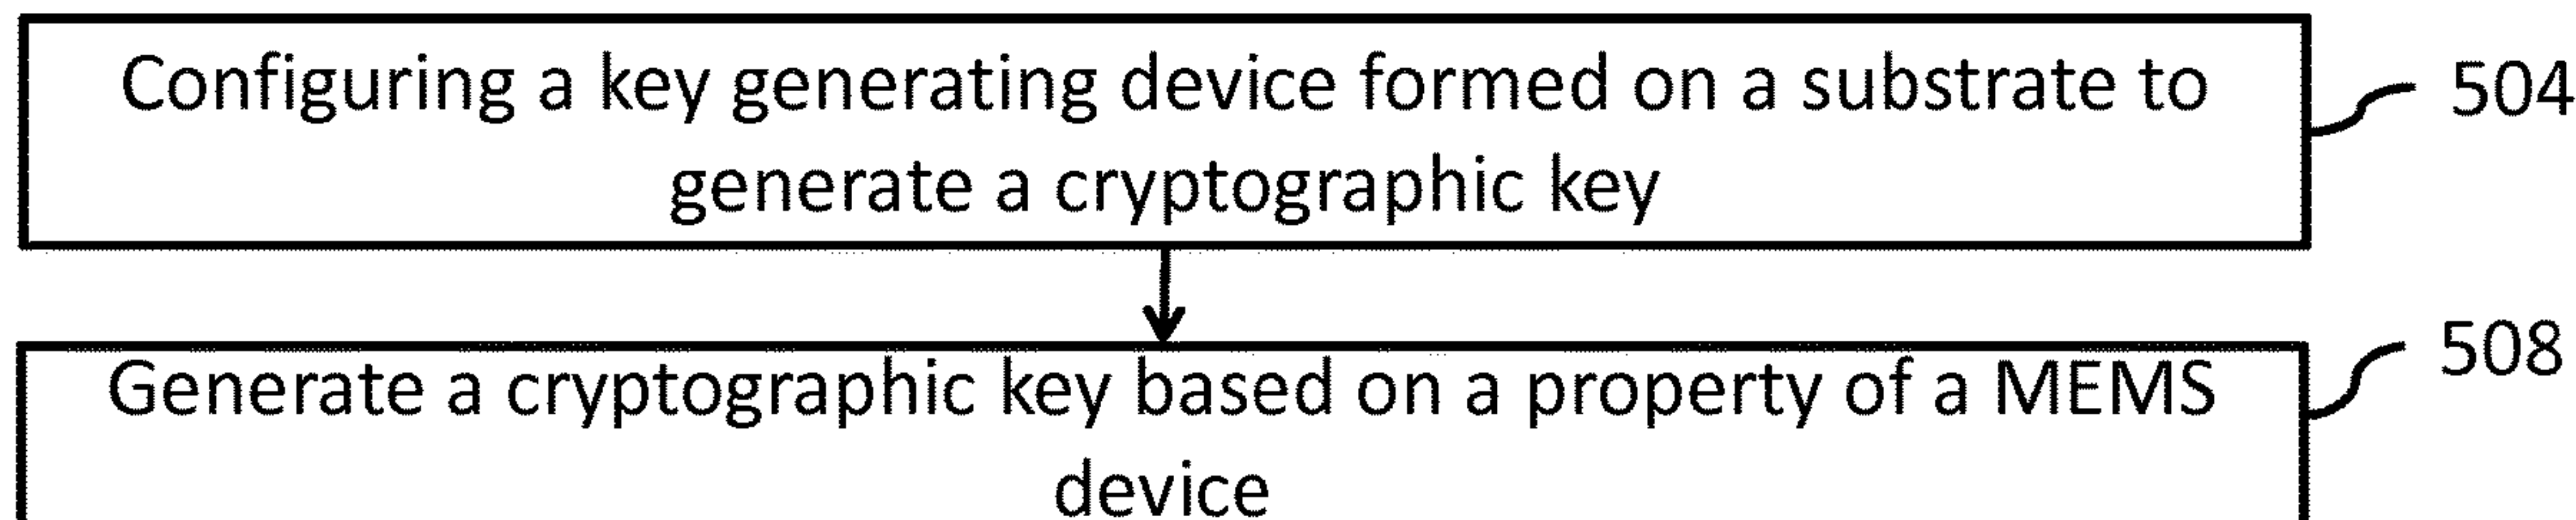 Configuring a key generating device formed on a substrate to
504
generate a cryptographic key
508
Generate a cryptographic key based on a property of a MEMS
device